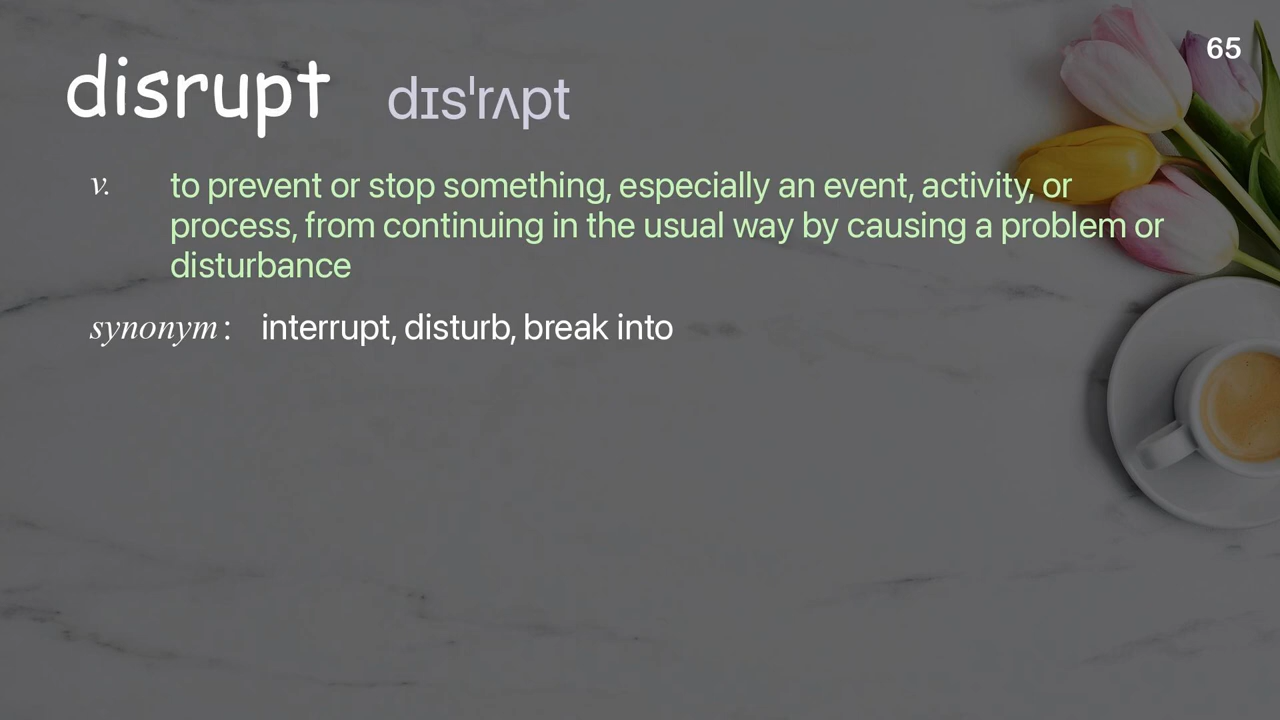 65
disrupt dɪsˈrʌpt
v. to prevent or stop something, especially an event, activity, or
process, from continuing in the usual way by causing a problem or
disturbance
synonym : interrupt, disturb, break into